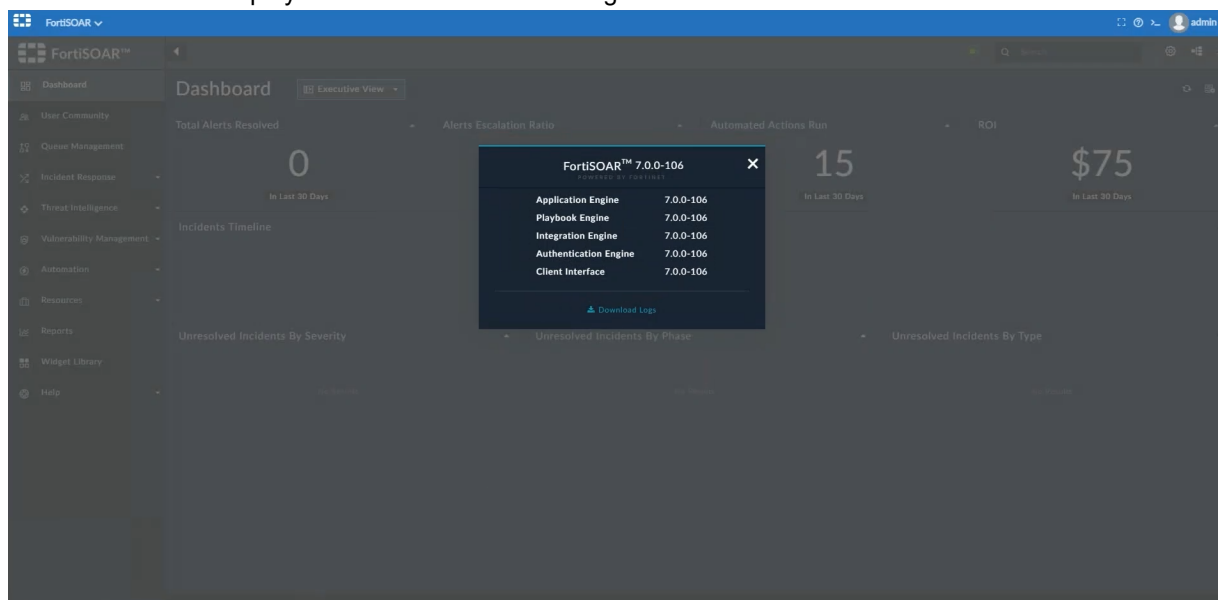 FortiSOAR
admin
FortiSOAR™
Search
Dashboard
User Community
Queue Management
Incident Response
Threat Intelligence
Vulnerability Management
Automation
Resources
Reports
Widget Library
Help
Dashboard
Executive View
Total Alerts Resolved
Alerts Escalation Ratio
Automated Actions Run
ROI
0
15
$75
In Last 30 Days
In Last 30 Days
In Last 30 Days
Incidents Timeline
FortiSOAR™ 7.0.0-106
POWERED BY FORTINET
Application Engine 7.0.0-106
Playbook Engine 7.0.0-106
Integration Engine 7.0.0-106
Authentication Engine 7.0.0-106
Client Interface 7.0.0-106
Download Logs
Unresolved Incidents By Severity
Unresolved Incidents By Phase
Unresolved Incidents By Type